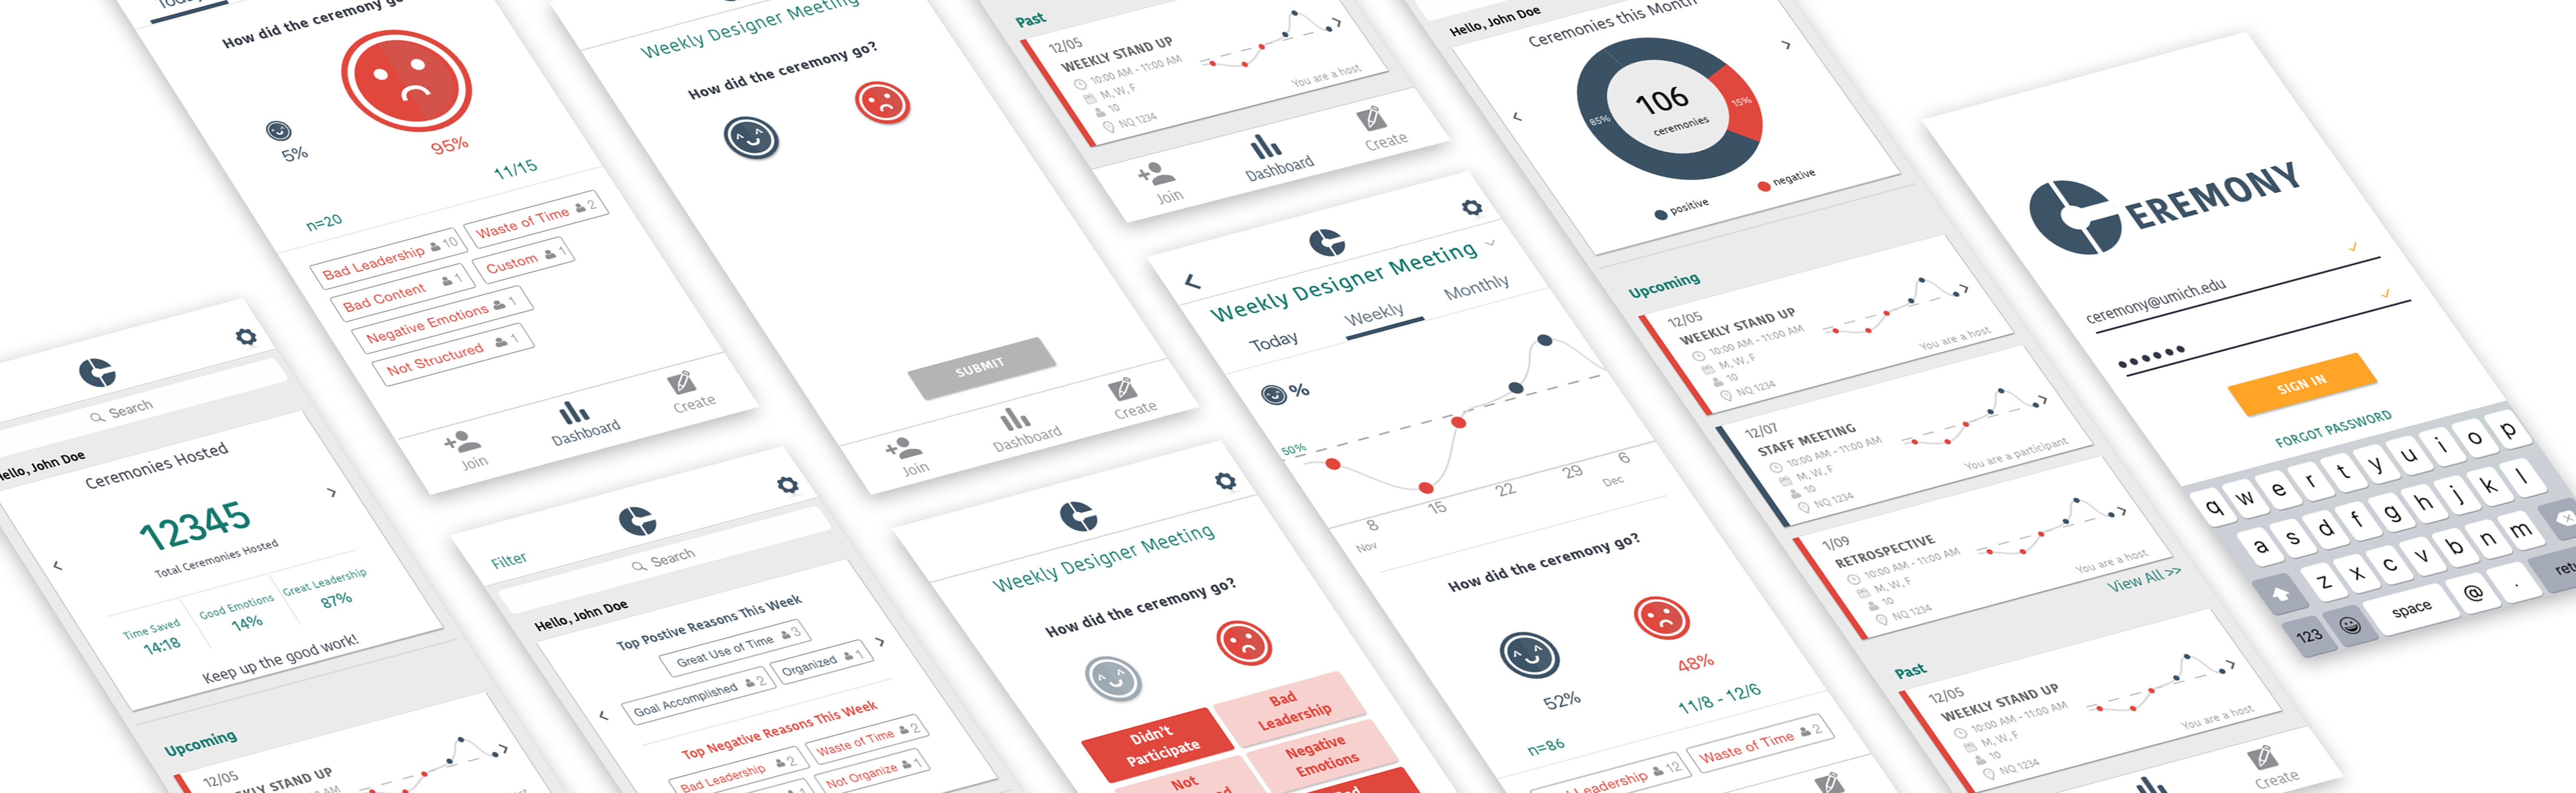 Today
How did the ceremony go?
5%
95%
11/15
n=20
Bad Leadership 10
Waste of Time 2
Bad Content 1
Custom 1
Negative Emotions 1
Not Structured 1
Join
Dashboard
Create
Search
Hello, John Doe
Ceremonies Hosted
12345
Total Ceremonies Hosted
Time Saved
14:18
Good Emotions
14%
Great Leadership
87%
Keep up the good work!
Upcoming
12/05
Weekly Designer Meeting
How did the ceremony go?
SUBMIT
Join
Dashboard
Create
Filter
Search
Hello, John Doe
Top Postive Reasons This Week
Great Use of Time 3
Goal Accomplished 2
Organized 1
Top Negative Reasons This Week
Bad Leadership 2
Waste of Time 2
Not Organize 1
Past
12/05
WEEKLY STAND UP
10:00 AM - 11:00 AM
M, W, F
10
NQ 1234
You are a host
Join
Dashboard
Create
Weekly Designer Meeting
How did the ceremony go?
Didn't
Participate
Bad
Leadership
Not
Negative
Emotions
Weekly Designer Meeting
Today
Weekly
Monthly
%
50%
8
15
22
29
6
Nov
Dec
How did the ceremony go?
52%
48%
11/8 - 12/6
n=86
Leadership 12
Waste of Time 2
Hello, John Doe
Ceremonies this Month
106
ceremonies
85%
15%
positive
negative
Upcoming
12/05
WEEKLY STAND UP
10:00 AM - 11:00 AM
M, W, F
10
NQ 1234
You are a host
12/07
STAFF MEETING
10:00 AM - 11:00 AM
M, W, F
10
NQ 1234
You are a participant
1/09
RETROSPECTIVE
10:00 AM - 11:00 AM
M, W, F
10
NQ 1234
You are a host
View All >>
Past
12/05
WEEKLY STAND UP
10:00 AM - 11:00 AM
M, W, F
10
NQ 1234
You are a host
Create
CEREMONY
ceremony@umich.edu
SIGN IN
FORGOT PASSWORD
q w e r t y u i o p
a s d f g h j k l
z x c v b n m
123 space @ .